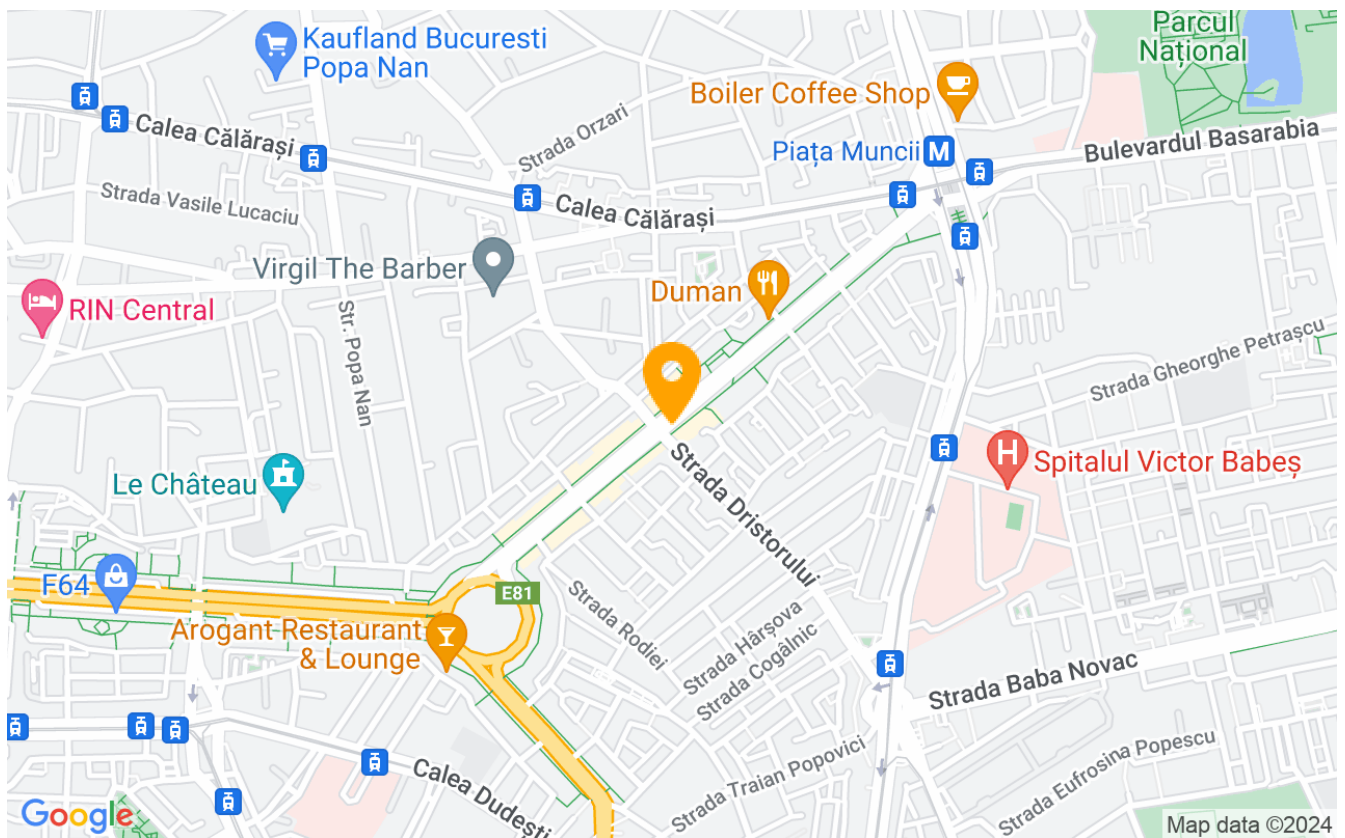 Parcul
Național
Kaufland Bucuresti
Popa Nan
Boiler Coffee Shop
Calea Călărași
Strada Orzari
Piața Muncii
M
Bulevardul Basarabia
Strada Vasile Lucaciu
Calea Călărași
Virgil The Barber
Duman
RIN Central
Str. Popa Nan
Strada Gheorghe Petrașcu
Le Château
Strada Dristorului
H
Spitalul Victor Babeș
F64
E81
Arogant Restaurant
& Lounge
Strada Rodiei
Strada Hârșova
Strada Cogâlnic
Strada Baba Novac
Calea Dudești
Strada Traian Popovici
Strada Eufrosina Popescu
Google
Map data ©2024